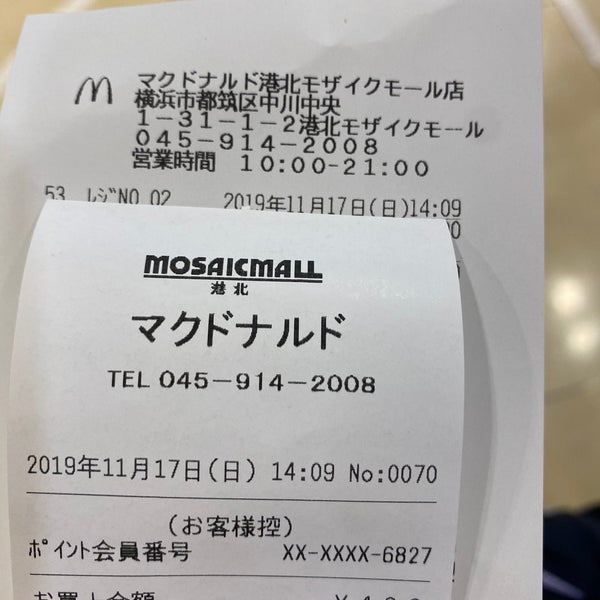 マクドナルド港北モザイクモール店
横浜市都筑区中川中央
1-31-1-2港北モザイクモール
045-914-2008
営業時間 10:00-21:00
53 ﾚｼﾞNO 02 2019年11月17日(日)14:09
MOSAICMALL
港北
マクドナルド
TEL 045-914-2008
2019年11月17日(日) 14:09 No:0070
(お客様控)
ﾎﾟｲﾝﾄ会員番号 XX-XXXX-6827
お買上金額